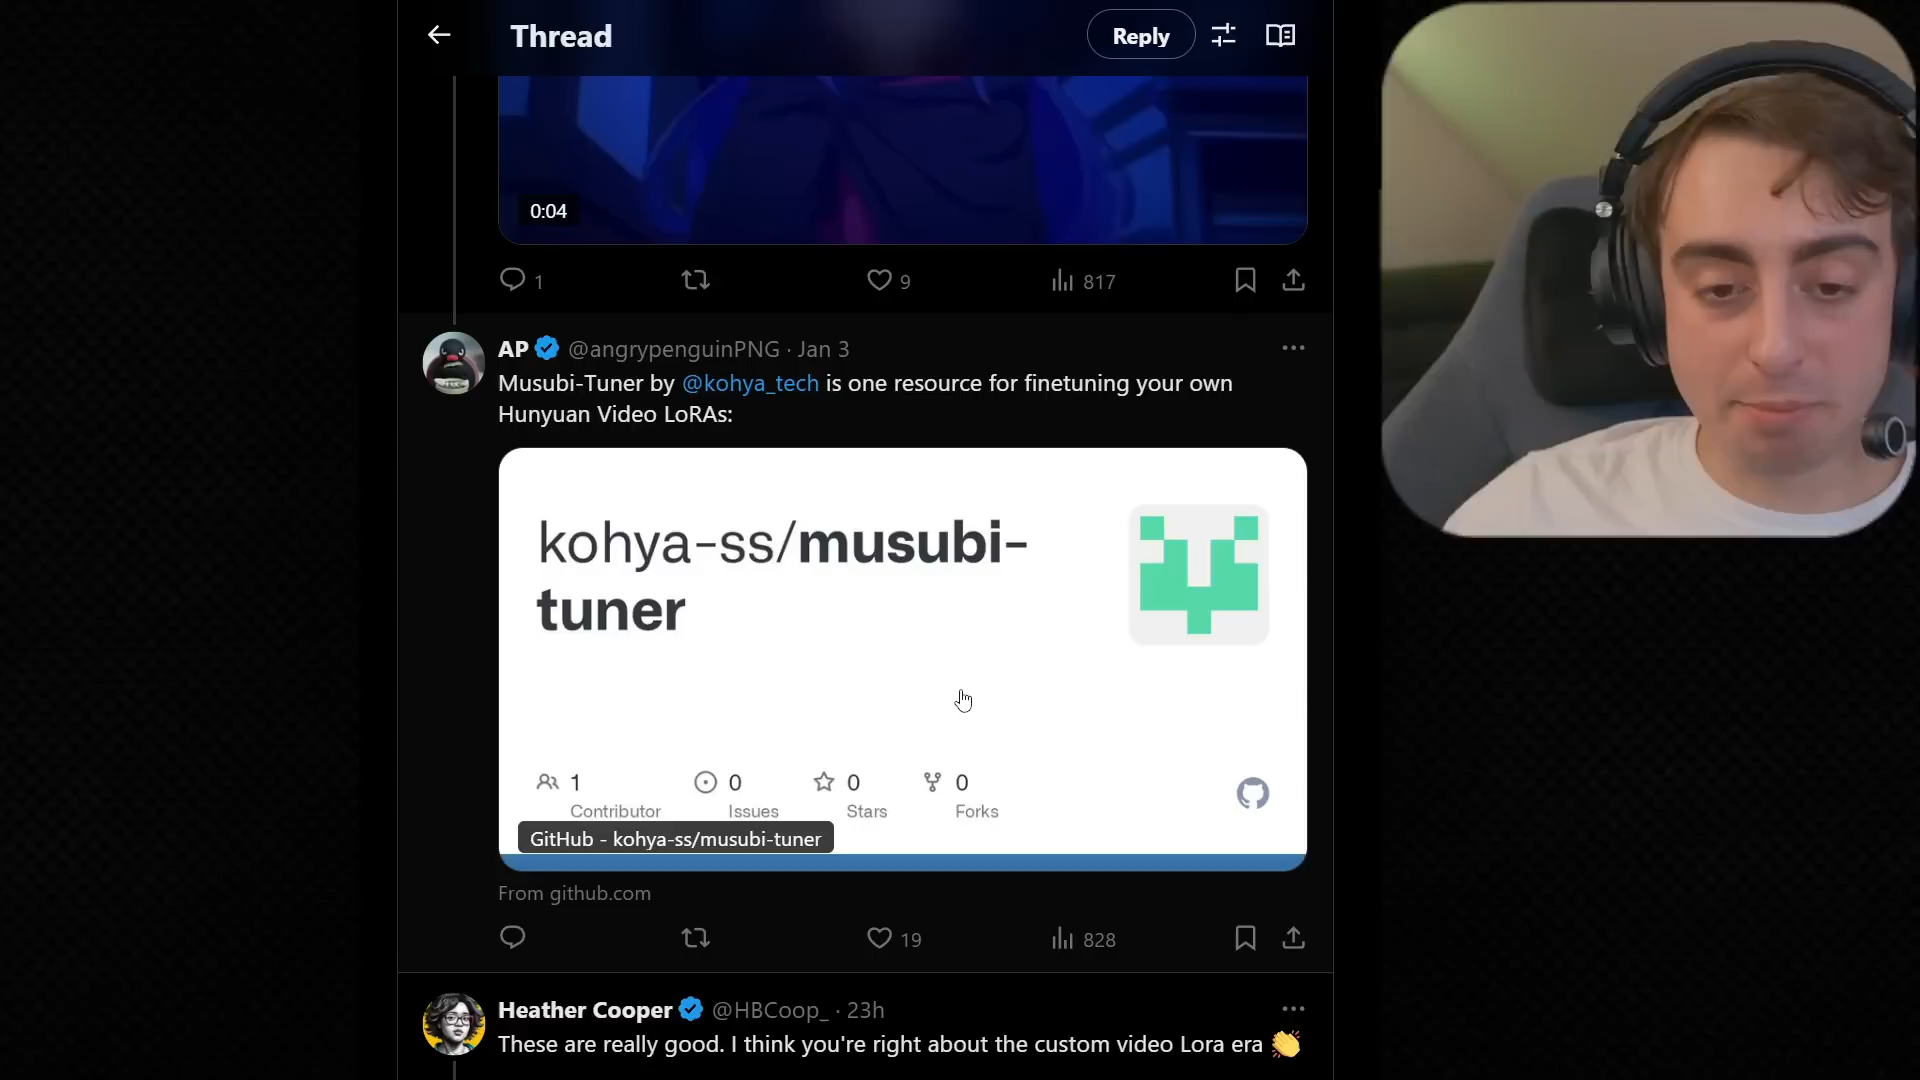 Thread
Reply
0:04
1
9
817
AP @angrypenguinPNG · Jan 3
Musubi-Tuner by @kohya_tech is one resource for finetuning your own
Hunyuan Video LoRAs:
kohya-ss/musubi-
tuner
1
Contributor
0
Issues
0
Stars
0
Forks
GitHub - kohya-ss/musubi-tuner
From github.com
19
828
Heather Cooper @HBCoop_ · 23h
These are really good. I think you're right about the custom video Lora era 👏